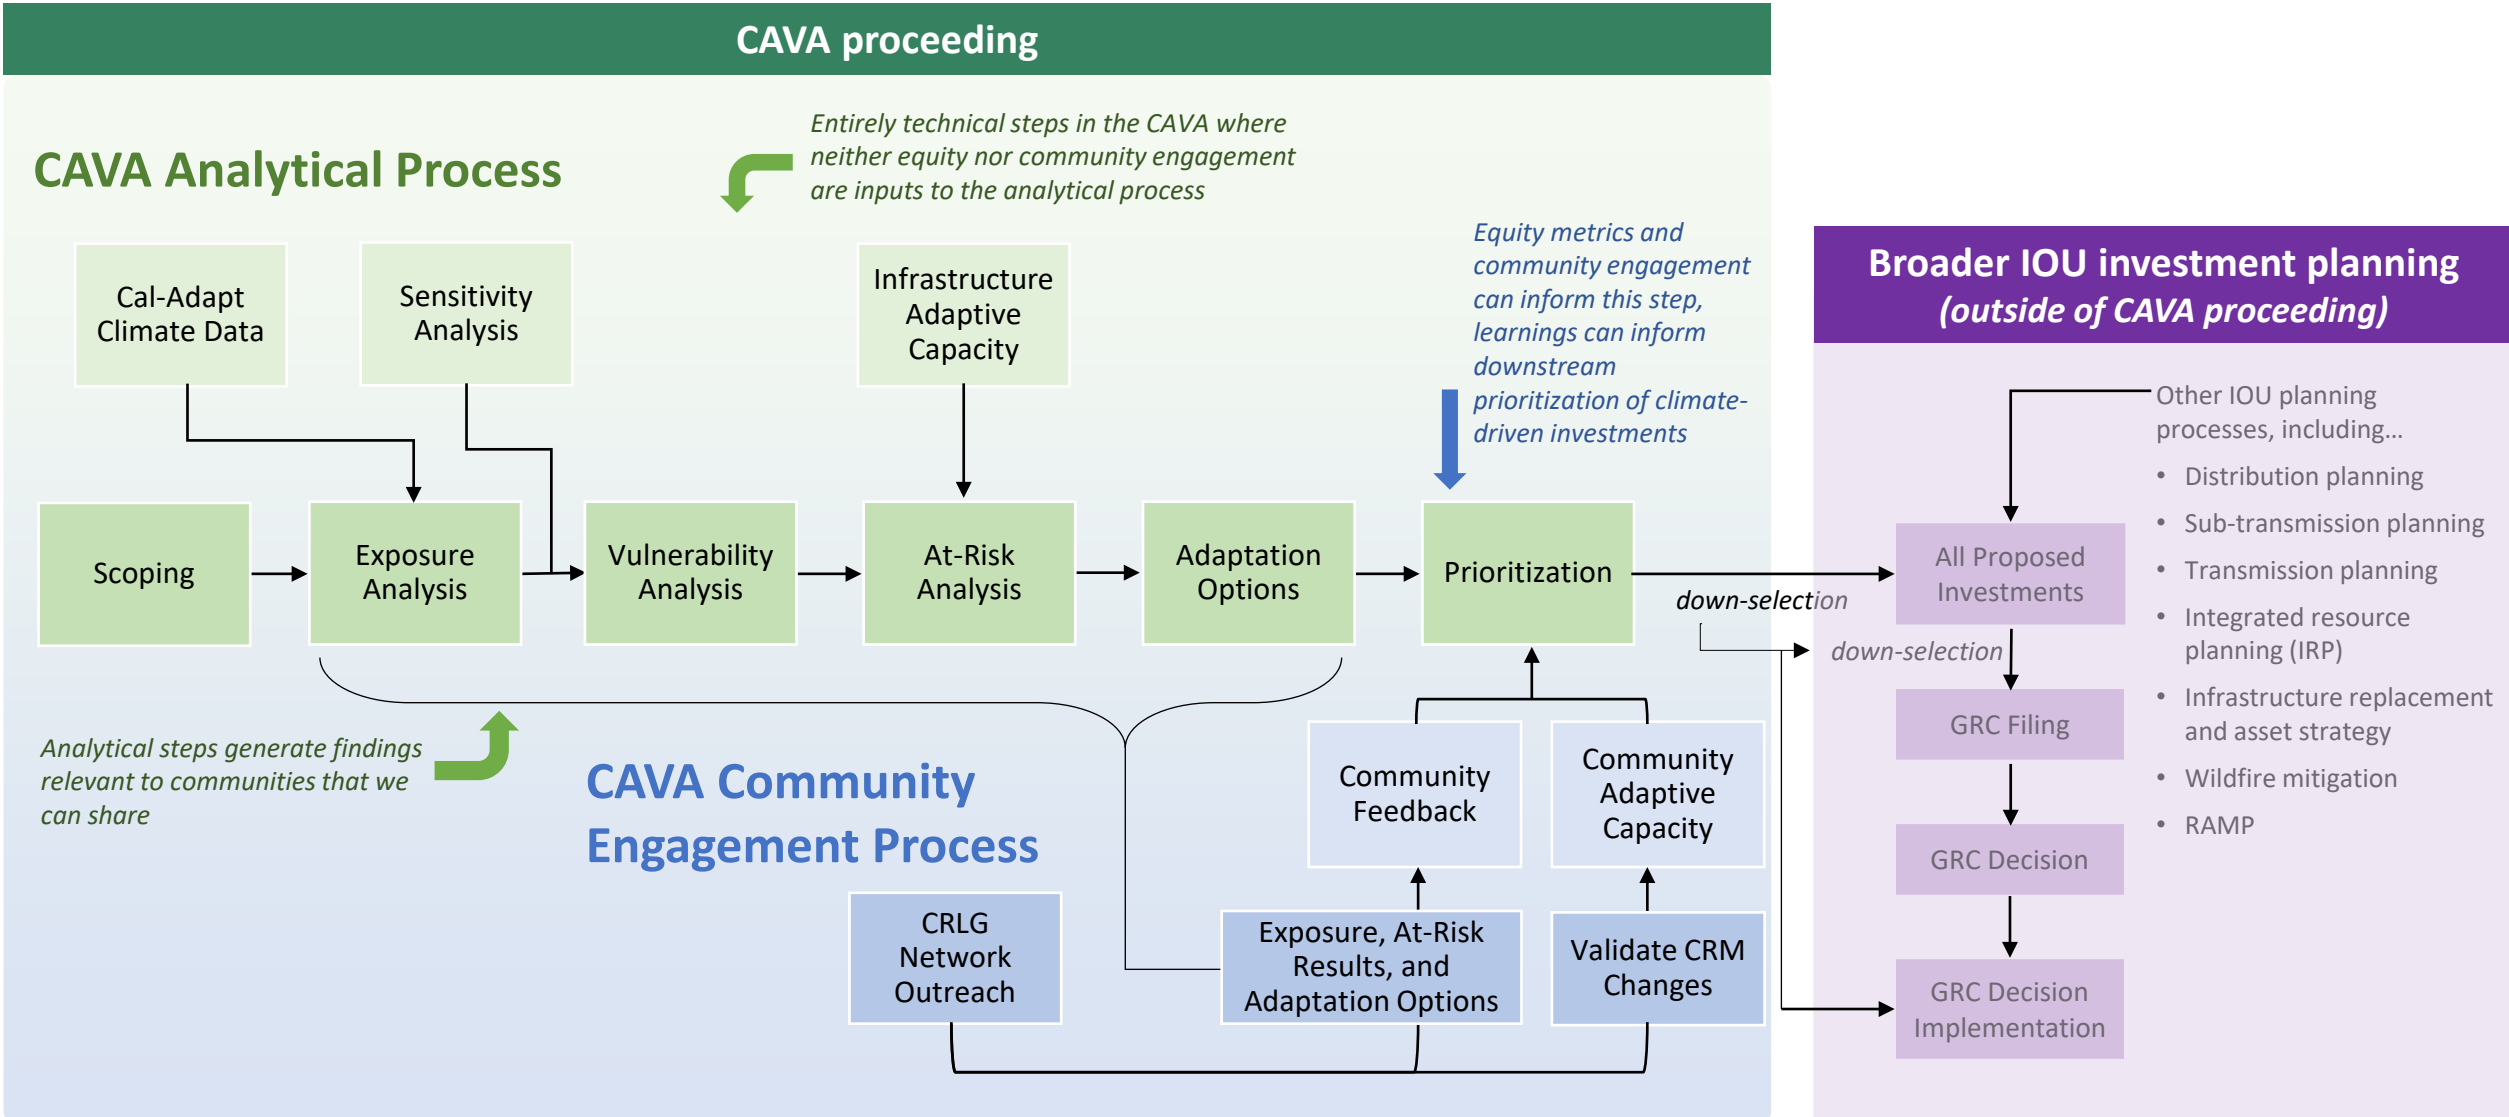 CAVA proceeding
CAVA Analytical Process
Entirely technical steps in the CAVA where
neither equity nor community engagement
are inputs to the analytical process
Equity metrics and
community engagement
can inform this step,
learnings can inform
downstream
prioritization of climate-
driven investments
Cal-Adapt
Climate Data
Sensitivity
Analysis
Infrastructure
Adaptive
Capacity
Scoping
Exposure
Analysis
Vulnerability
Analysis
At-Risk
Analysis
Adaptation
Options
Prioritization
down-selection
down-selection
Analytical steps generate findings
relevant to communities that we
can share
CAVA Community
Engagement Process
Community
Feedback
Community
Adaptive
Capacity
CRLG
Network
Outreach
Exposure, At-Risk
Results, and
Adaptation Options
Validate CRM
Changes
Broader IOU investment planning
(outside of CAVA proceeding)
Other IOU planning
processes, including…
• Distribution planning
• Sub-transmission planning
• Transmission planning
• Integrated resource
planning (IRP)
• Infrastructure replacement
and asset strategy
• Wildfire mitigation
• RAMP
All Proposed
Investments
GRC Filing
GRC Decision
GRC Decision
Implementation